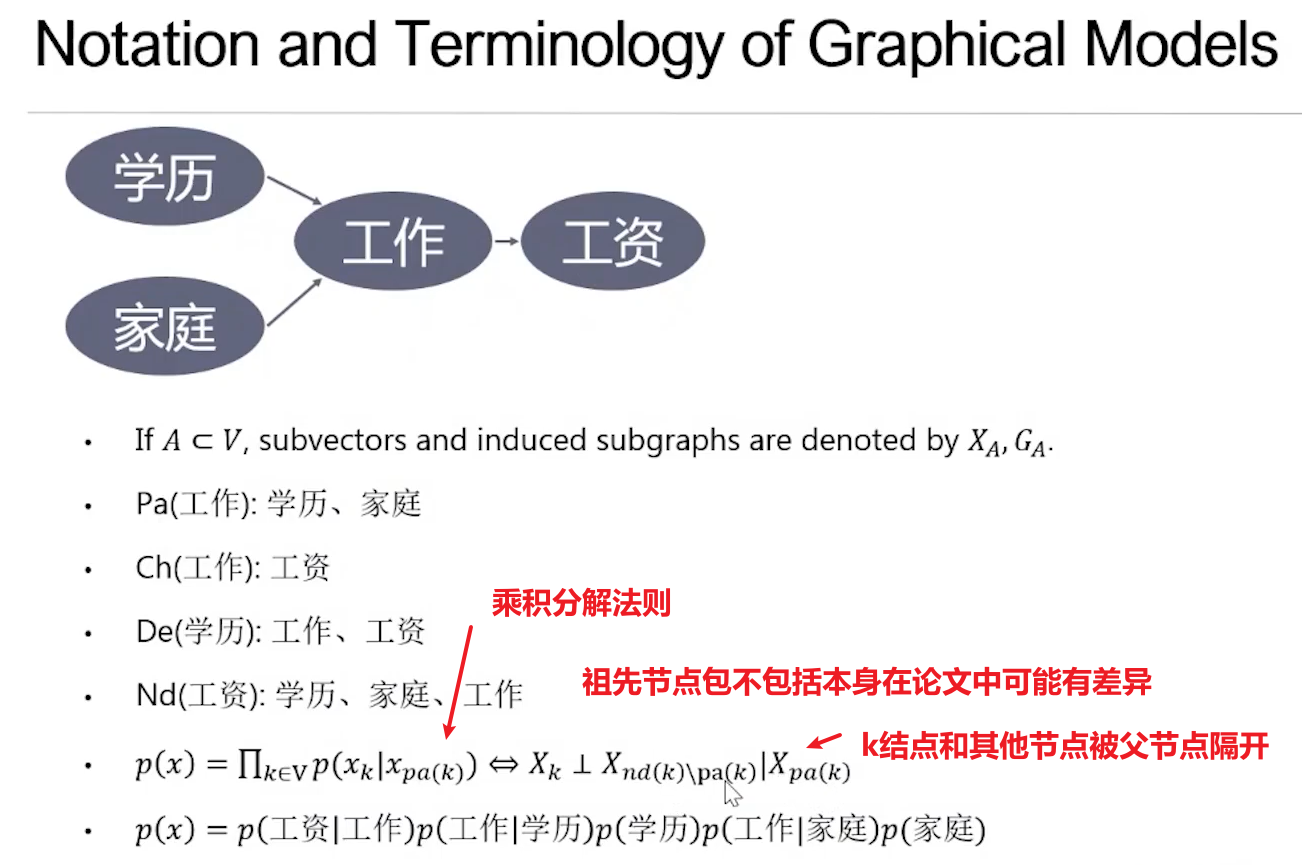 Notation and Terminology of Graphical Models
学历
工作
工资
家庭
• If 𝐴 ⊂ 𝑉, subvectors and induced subgraphs are denoted by 𝑋_𝐴, 𝐺_𝐴.
• Pa(工作): 学历、家庭
• Ch(工作): 工资
乘积分解法则
• De(学历): 工作、工资
祖先节点包不包括本身在论文中可能有差异
• Nd(工资): 学历、家庭、工作
k结点和其他节点被父节点隔开
• p(x) = ∏_{k∈V} p(x_k|x_{pa(k)}) ⇔ X_k ⊥ X_{nd(k)\pa(k)}|X_{pa(k)}
• p(x) = p(工资|工作)p(工作|学历)p(学历)p(工作|家庭)p(家庭)